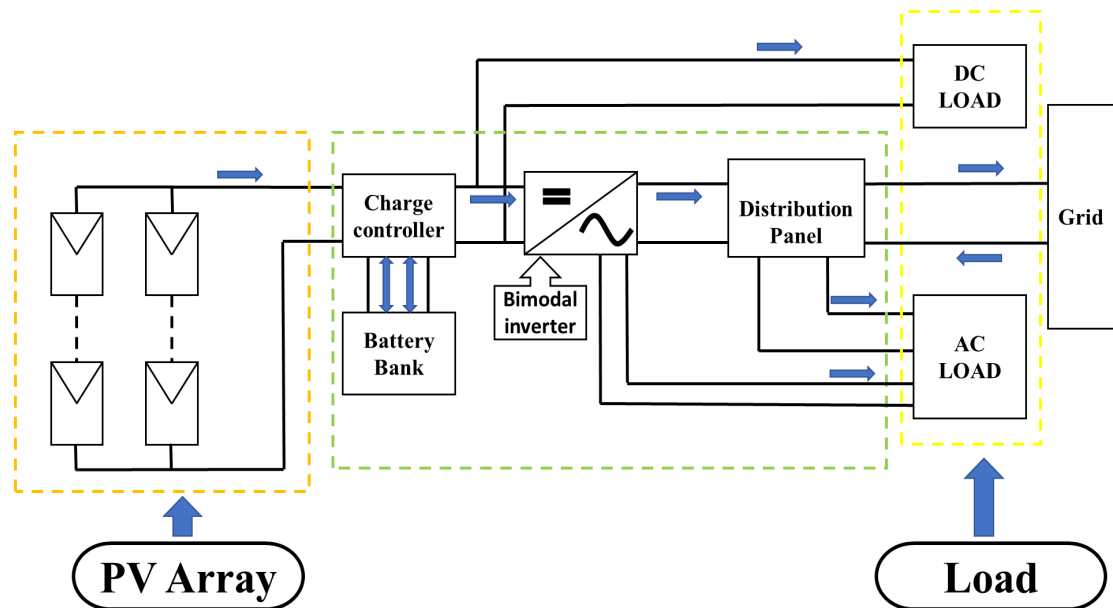 DC
LOAD
Charge
controller
Distribution
Panel
Grid
Bimodal
inverter
Battery
Bank
AC
LOAD
PV Array
Load